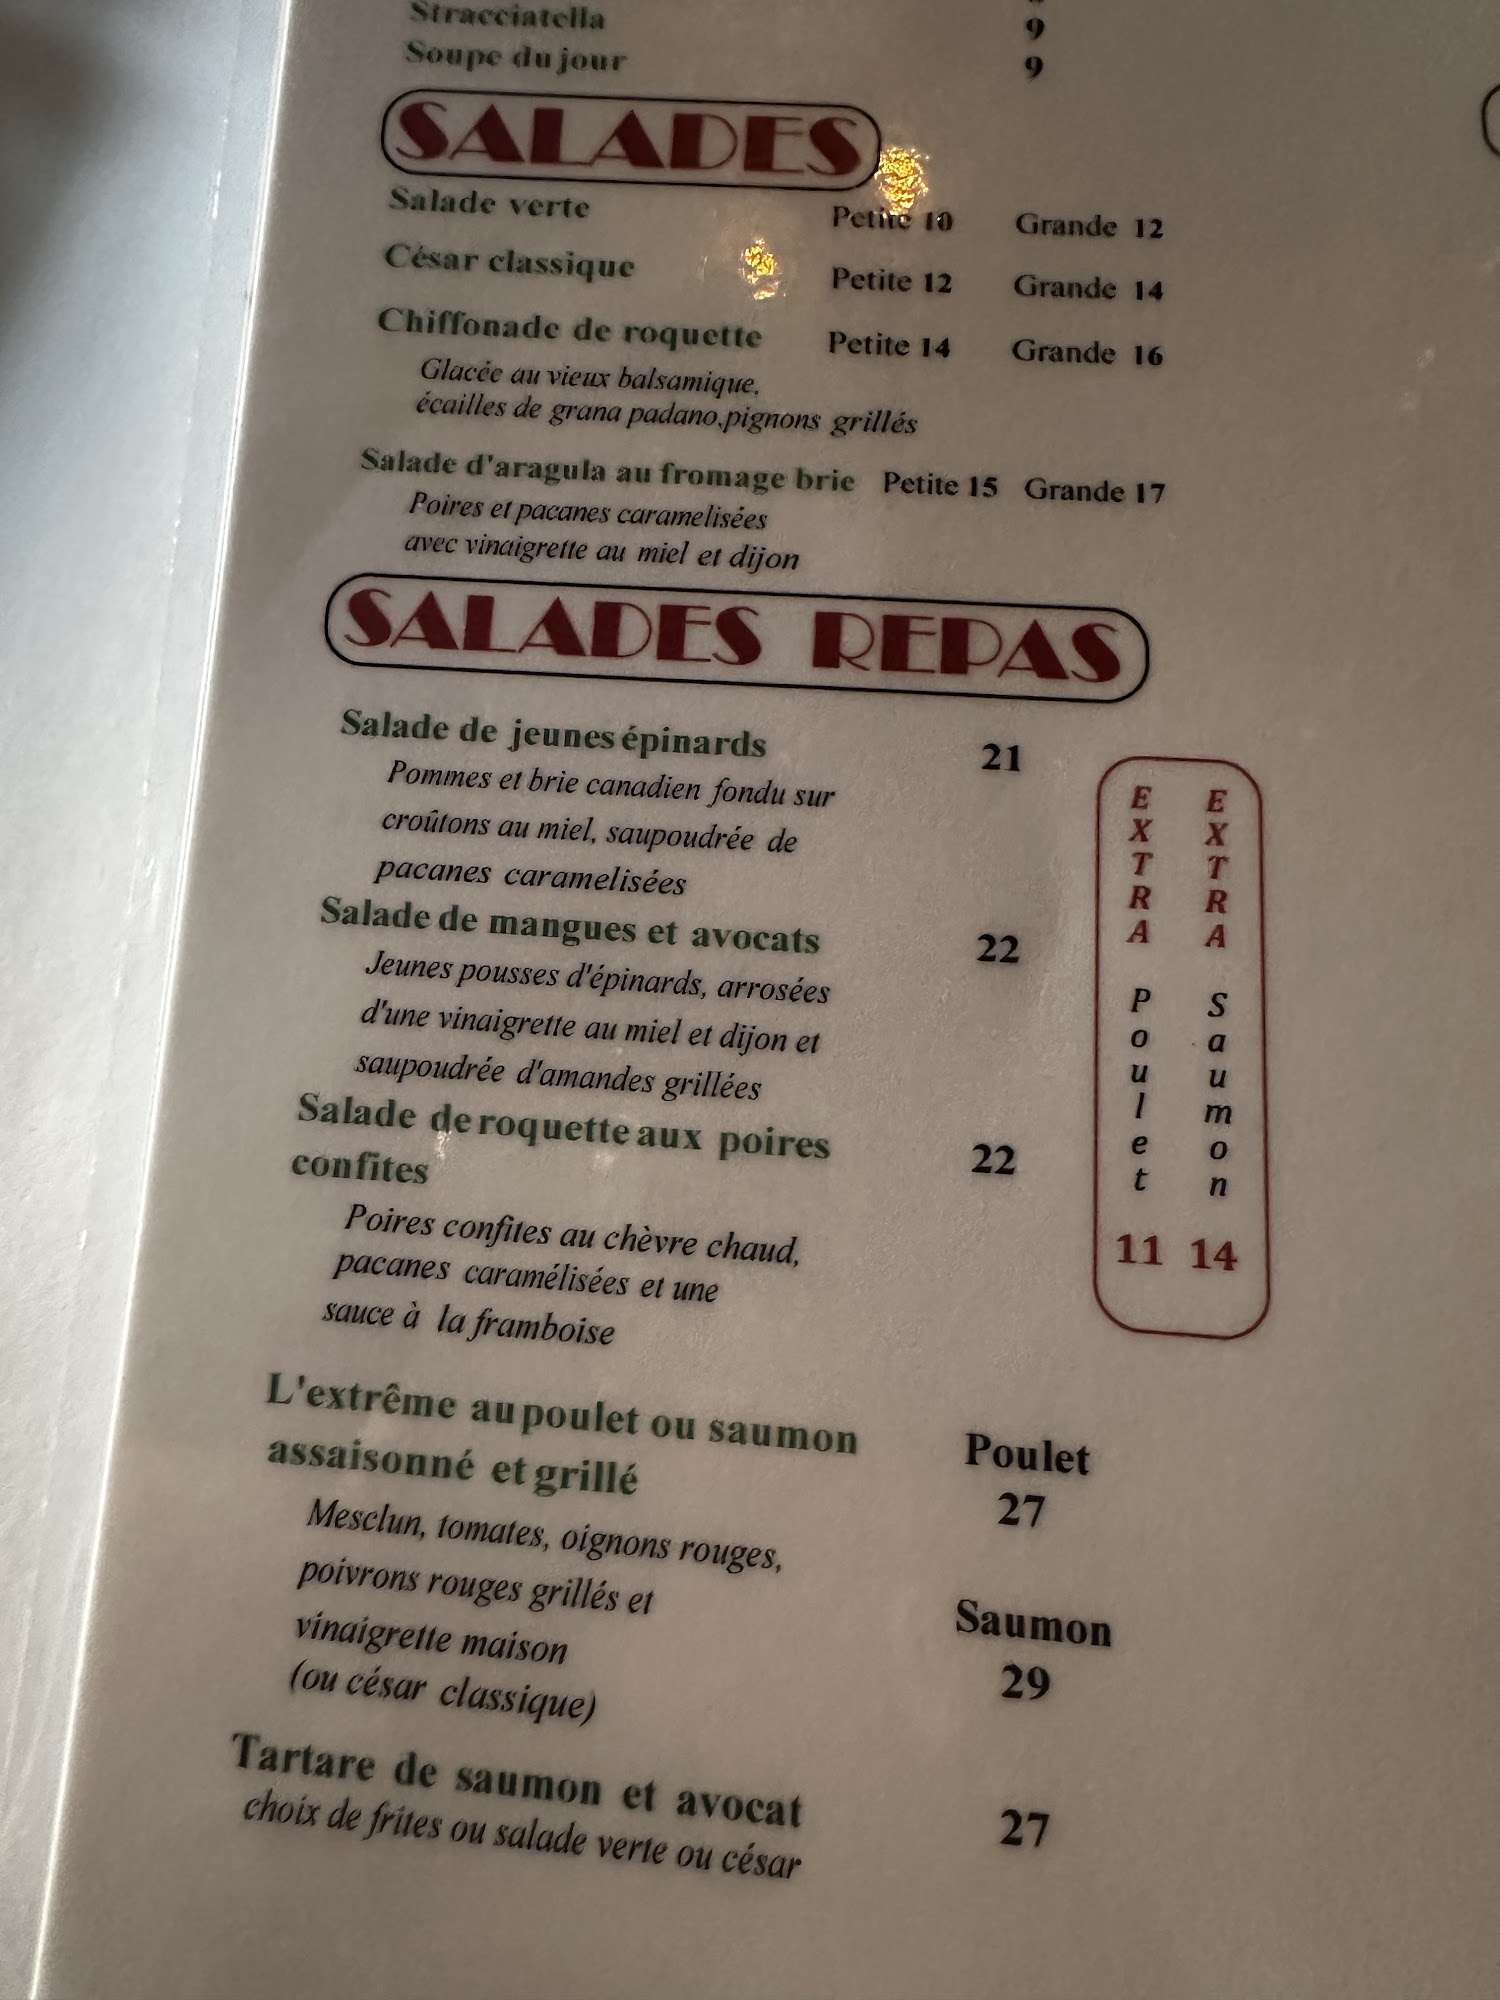 Stracciatella 9
Soupe du jour 9
SALADES
Salade verte Petite 10 Grande 12
César classique Petite 12 Grande 14
Chiffonade de roquette Petite 14 Grande 16
Glacée au vieux balsamique,
écailles de grana padano,pignons grillés
Salade d'aragula au fromage brie Petite 15 Grande 17
Poires et pacanes caramelisées
avec vinaigrette au miel et dijon
SALADES REPAS
Salade de jeunes épinards 21
Pommes et brie canadien fondu sur
croûtons au miel, saupoudrée de
pacanes caramelisées
Salade de mangues et avocats 22
Jeunes pousses d'épinards, arrosées
d'une vinaigrette au miel et dijon et
saupoudrée d'amandes grillées
Salade de roquette aux poires
confites 22
Poires confites au chèvre chaud,
pacanes caramélisées et une
sauce à la framboise
EXTRA Poulet 11
EXTRA Saumon 14
L'extrême au poulet ou saumon
assaisonné et grillé
Poulet
27
Mesclun, tomates, oignons rouges,
poivrons rouges grillés et
vinaigrette maison
(ou césar classique)
Saumon
29
Tartare de saumon et avocat 27
choix de frites ou salade verte ou césar